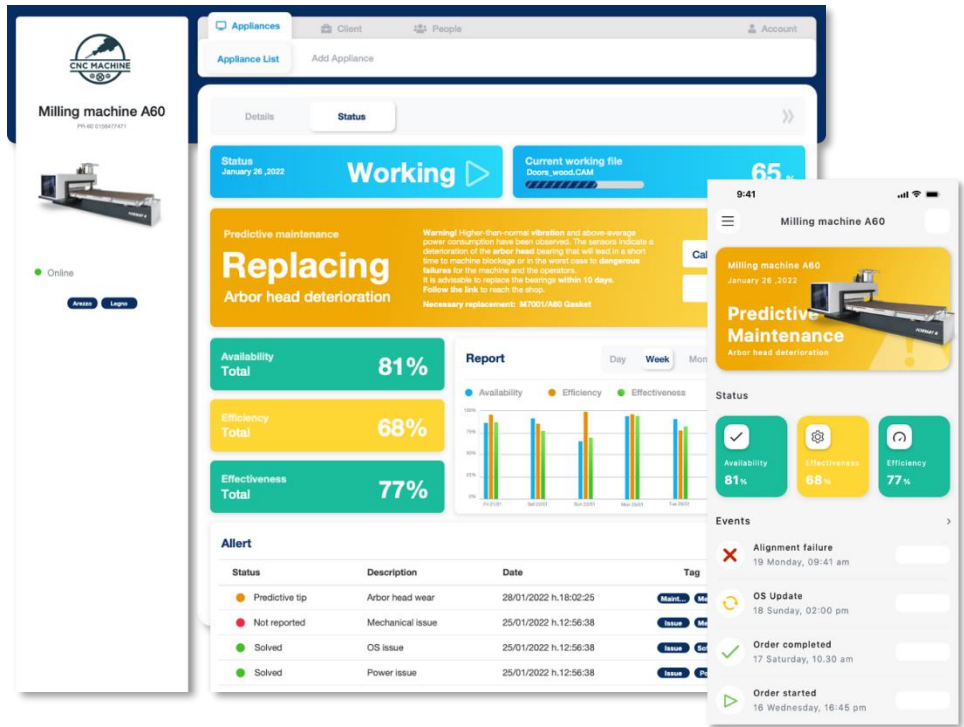 CNC MACHINE
Milling machine A60
Online
Arezzo Legno
Appliances Client People Account
Appliance List Add Appliance
Details Status
Status
January 26 ,2022
Working
Current working file
Doors_wood.CAM
65 %
Predictive maintenance
Replacing
Arbor head deterioration
Warning! Higher-than-normal vibration and above-average
power consumption have been observed. The sensors indicate a
deterioration of the arbor head bearing that will lead in a short
time to machine blockage or in the worst case to dangerous
failures for the machine and the operators.
It is advisable to replace the bearings within 10 days.
Follow the link to reach the shop.
Necessary replacement: M7001/A60 Gasket
Cal
Availability
Total
81%
Efficiency
Total
68%
Effectiveness
Total
77%
Report
Day Week Mon
Availability Efficiency Effectiveness
100%
Allert
Status Description Date Tag
Predictive tip Arbor head wear 28/01/2022 h.18:02:25 Maint... Me
Not reported Mechanical issue 25/01/2022 h.12:56:38 Issue Me
Solved OS issue 25/01/2022 h.12:56:38 Issue Sof
Solved Power issue 25/01/2022 h.12:56:38 Issue Po
9:41
Milling machine A60
Milling machine A60
January 26 ,2022
Predictive
Maintenance
Arbor head deterioration
Status
Availability
81%
Effectiveness
68%
Efficiency
77%
Events
Alignment failure
19 Monday, 09:41 am
OS Update
18 Sunday, 02:00 pm
Order completed
17 Saturday, 10.30 am
Order started
16 Wednesday, 16:45 pm